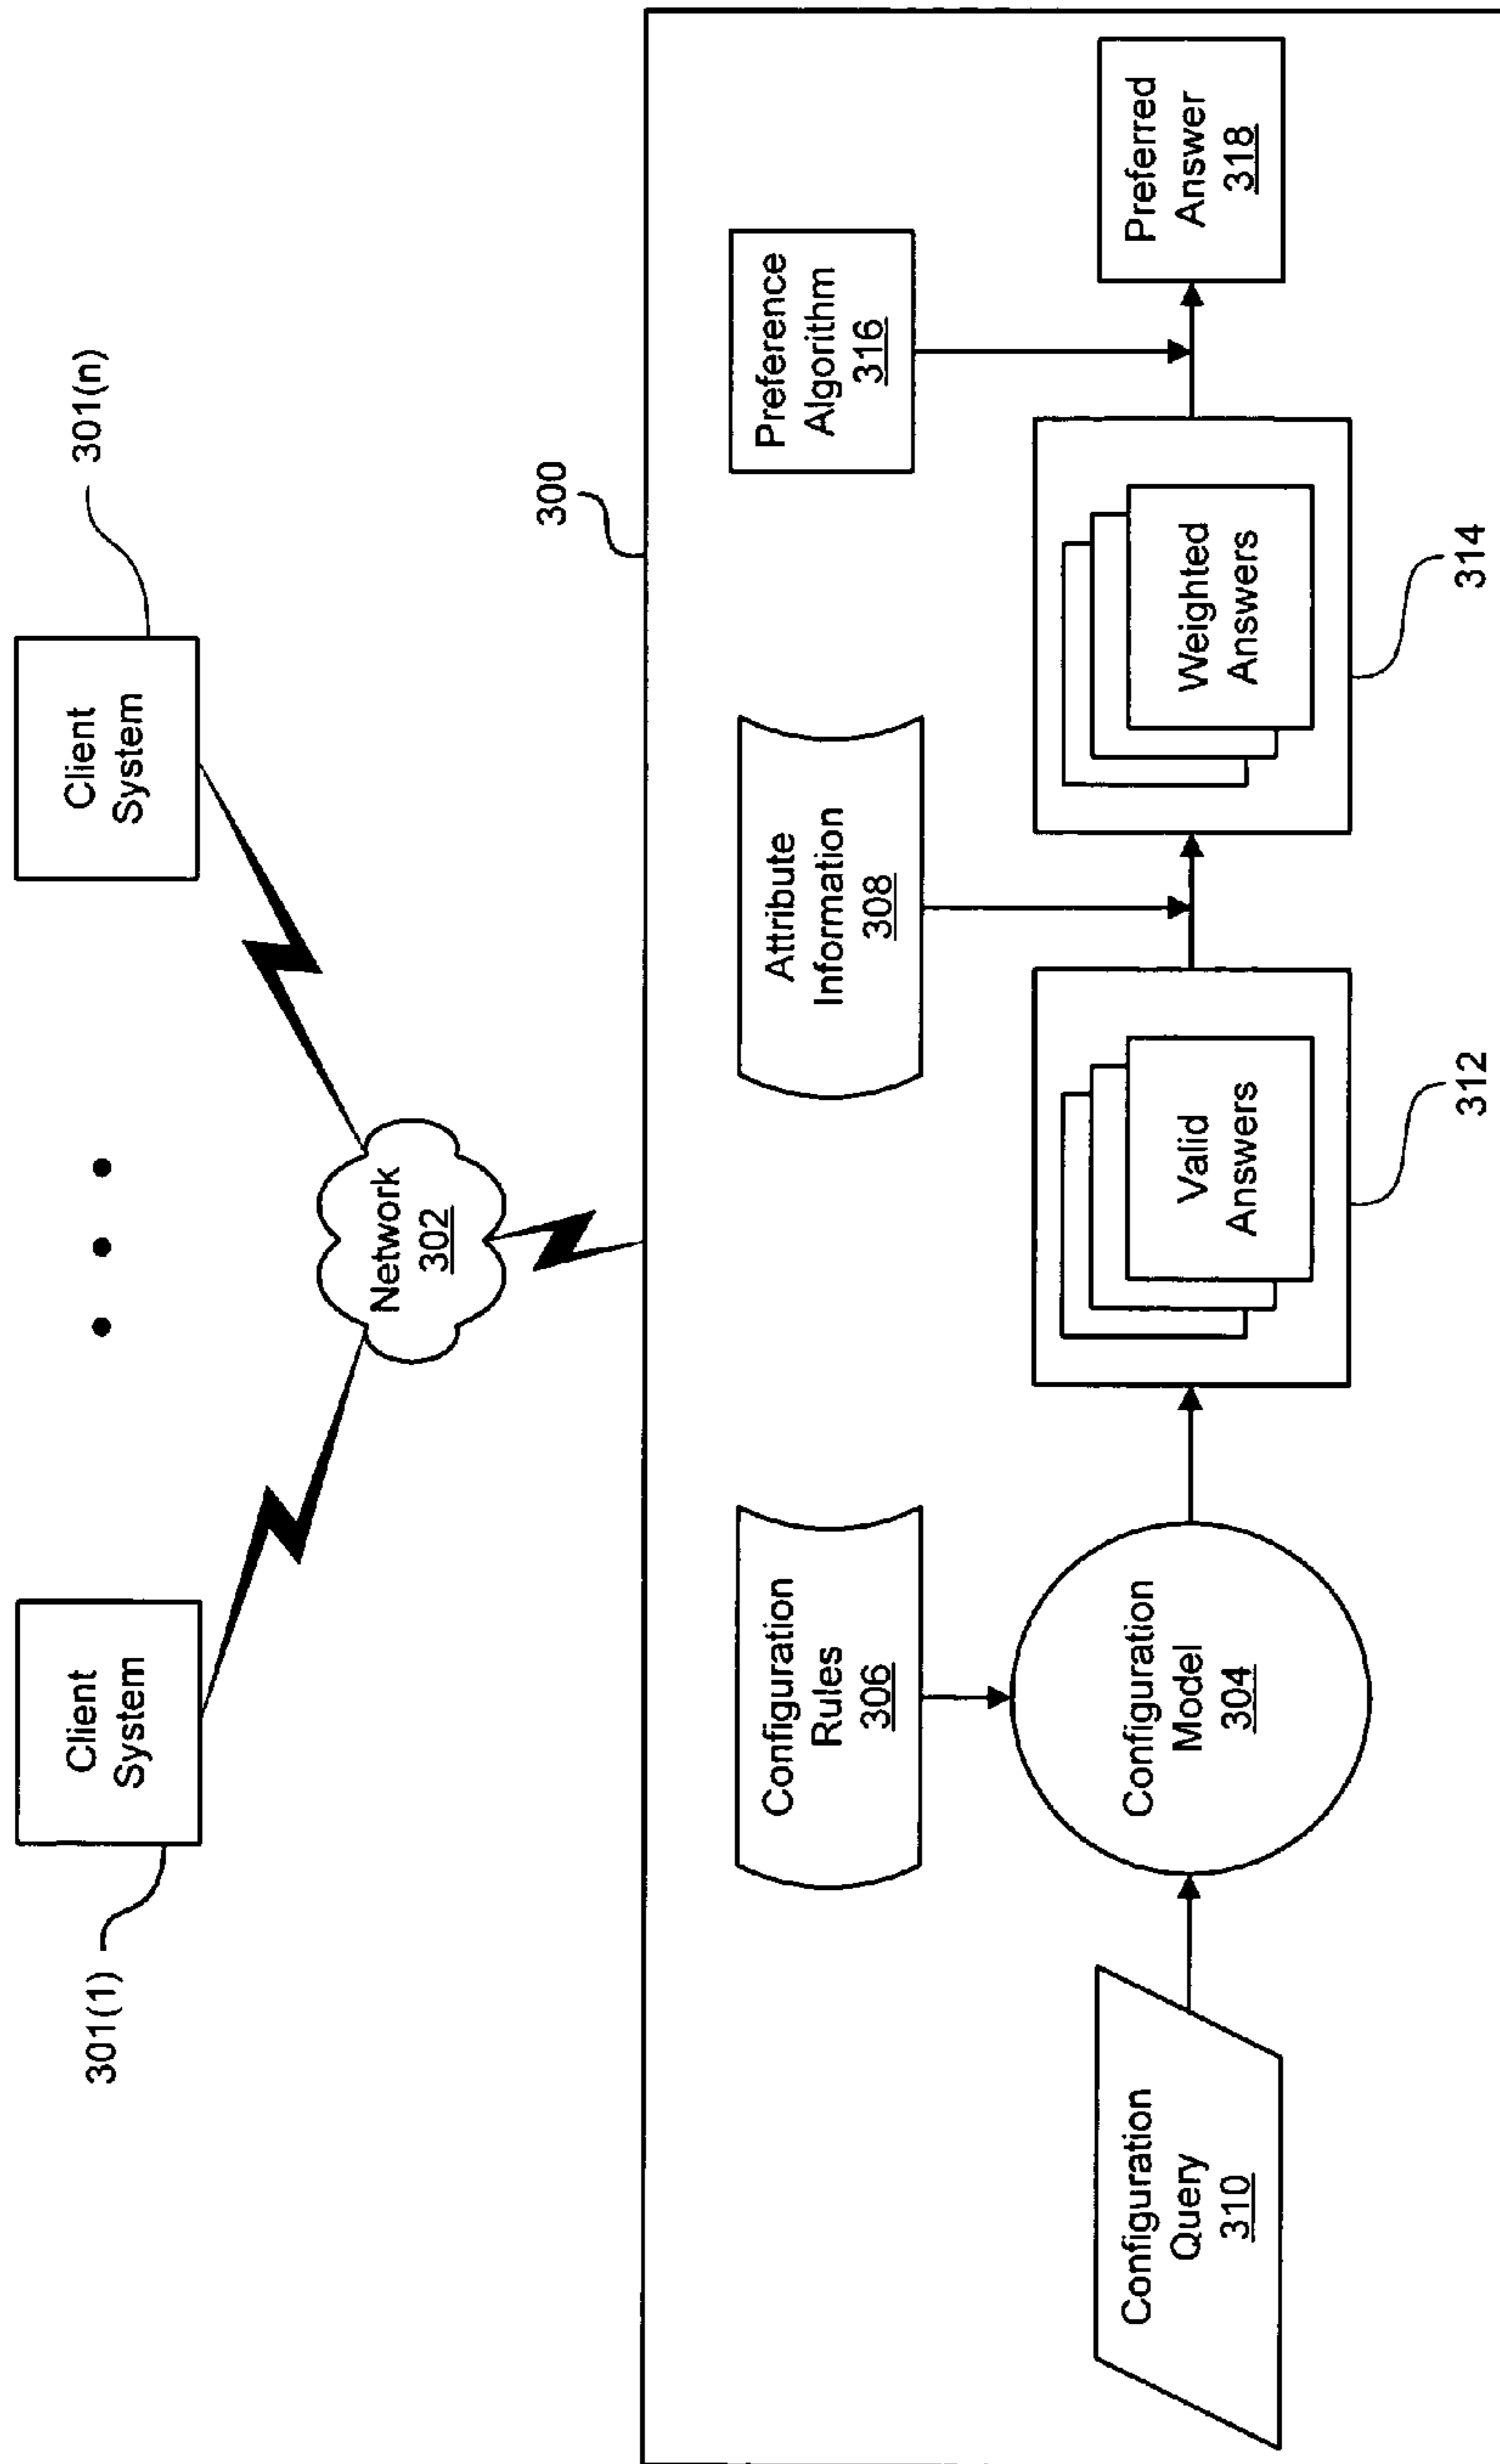 301(1)
Client
System
Client
System
301(n)
Network
302
300
Configuration
Rules
306
Attribute
Information
308
Preference
Algorithm
316
Configuration
Query
310
Configuration
Model
304
Valid
Answers
Weighted
Answers
Preferred
Answer
318
312
314